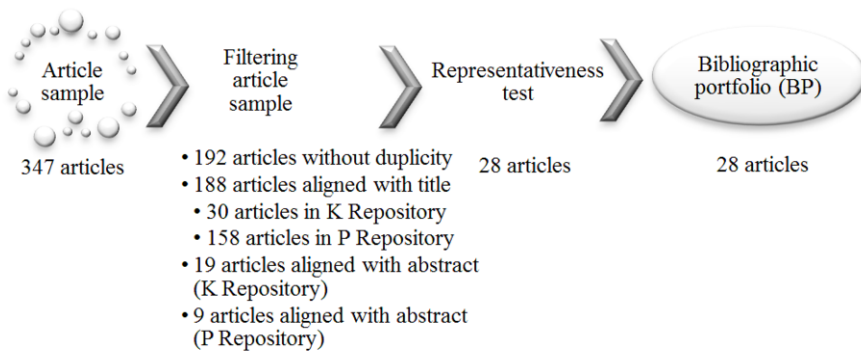 Article
sample
347 articles
Filtering
article
sample
• 192 articles without duplicity
• 188 articles aligned with title
• 30 articles in K Repository
• 158 articles in P Repository
• 19 articles aligned with abstract
(K Repository)
• 9 articles aligned with abstract
(P Repository)
Representativeness
test
28 articles
Bibliographic
portfolio (BP)
28 articles